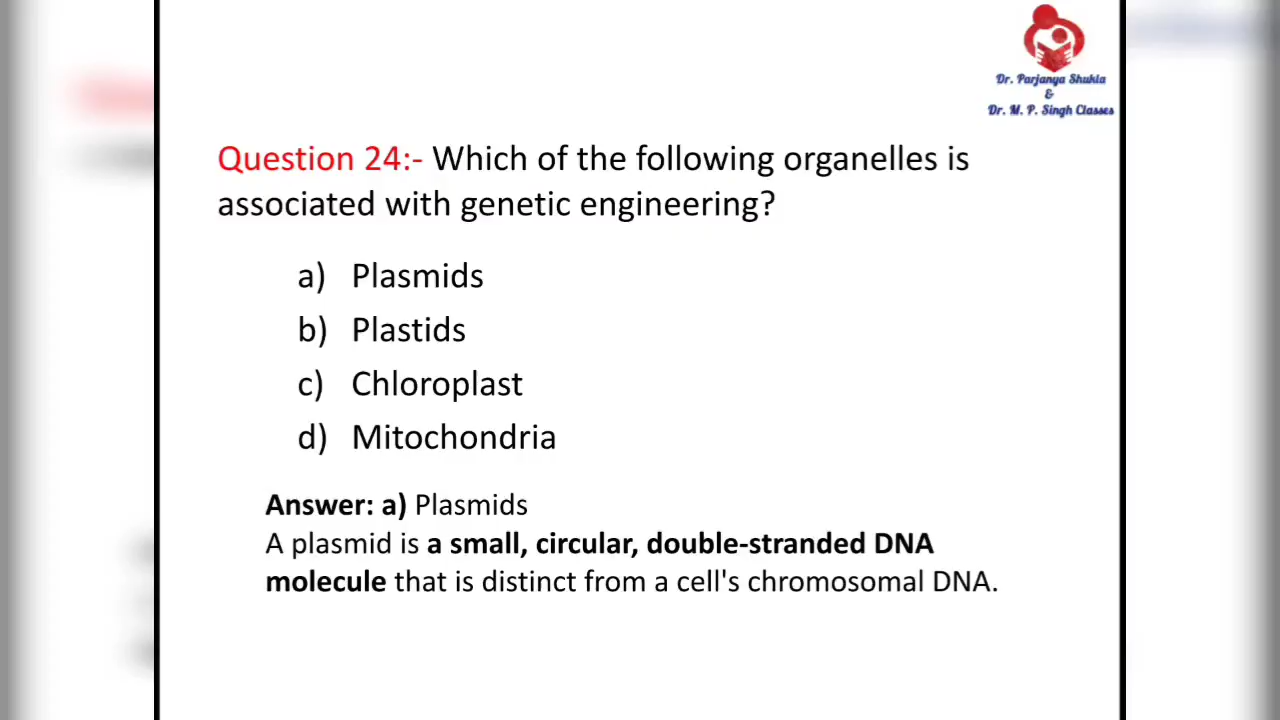 Dr. Parjanya Shukla
&
Dr. M. P. Singh Classes
Question 24:- Which of the following organelles is
associated with genetic engineering?
a) Plasmids
b) Plastids
c) Chloroplast
d) Mitochondria
Answer: a) Plasmids
A plasmid is a small, circular, double-stranded DNA
molecule that is distinct from a cell's chromosomal DNA.